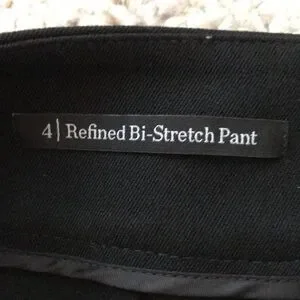 4| Refined Bi-Stretch Pant